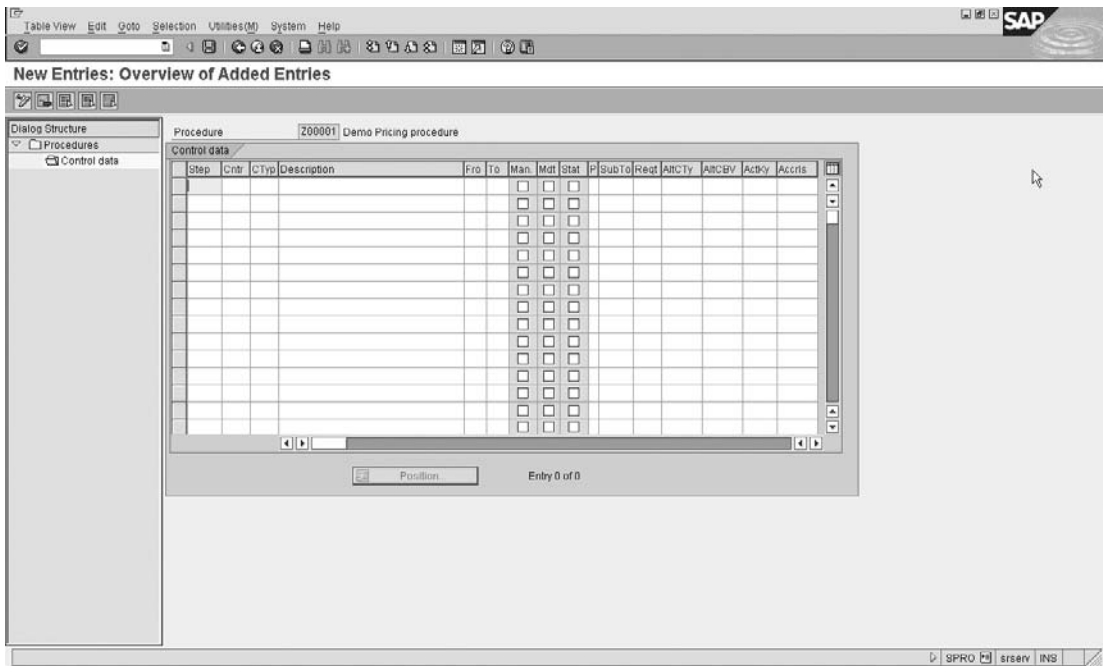 Table View Edit Goto Selection Utilities(M) System Help
SAP
New Entries: Overview of Added Entries
Dialog Structure
Procedures
Control data
Procedure Z00001 Demo Pricing procedure
Control data
Step Cntr CTyp Description Fro To Man. Mdt Stat P SubTo Reqt AltCTy AltCBV ActKy Accrls
Position... Entry 0 of 0
SPRO srserv INS